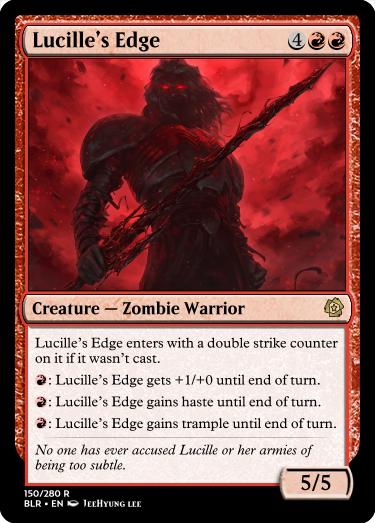 Lucille's Edge 4
Creature — Zombie Warrior
Lucille's Edge enters with a double strike counter
on it if it wasn't cast.
: Lucille's Edge gets +1/+0 until end of turn.
: Lucille's Edge gains haste until end of turn.
: Lucille's Edge gains trample until end of turn.
No one has ever accused Lucille or her armies of
being too subtle.
5/5
150/280 R
BLR • EN JeeHyung lee